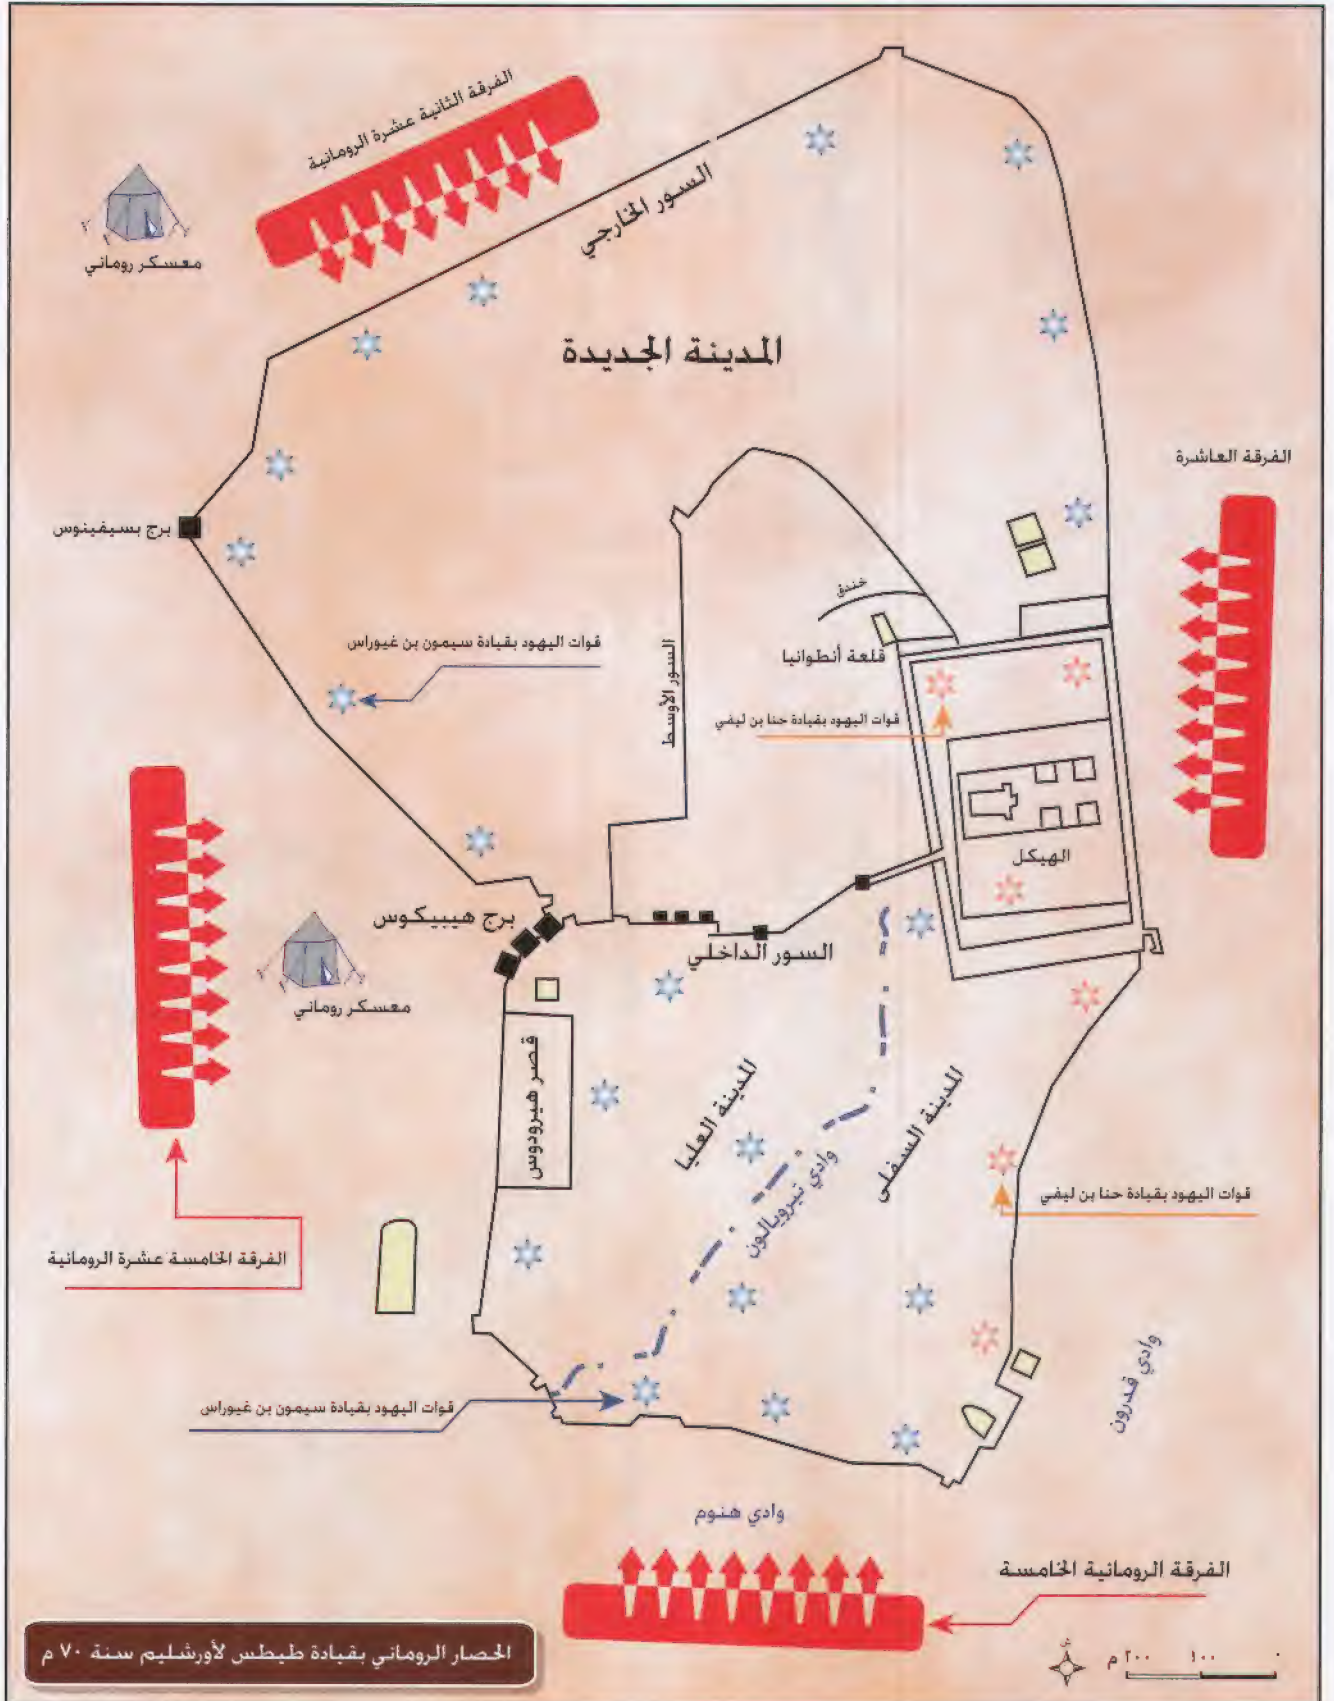 الفرقة الثانية عشرة الرومانية
السور الخارجي
معسكر روماني
المدينة الجديدة
الفرقة العاشرة
برج بسيفينوس
خندق
قوات اليهود بقيادة سيمون بن غيوراس
السور الأوسط
قلعة أنطوانيا
قوات اليهود بقيادة حنا بن ليفي
الهيكل
برج هيبيكوس
السور الداخلي
معسكر روماني
قصر هيرودوس
المدينة العليا
وادي تيروبالون
المدينة السفلى
قوات اليهود بقيادة حنا بن ليفي
الفرقة الخامسة عشرة الرومانية
وادي قدرون
قوات اليهود بقيادة سيمون بن غيوراس
وادي هنوم
الفرقة الرومانية الخامسة
الحصار الروماني بقيادة طيطس لأورشليم سنة ٧٠ م
ش
٠ ١٠٠ ٢٠٠ م